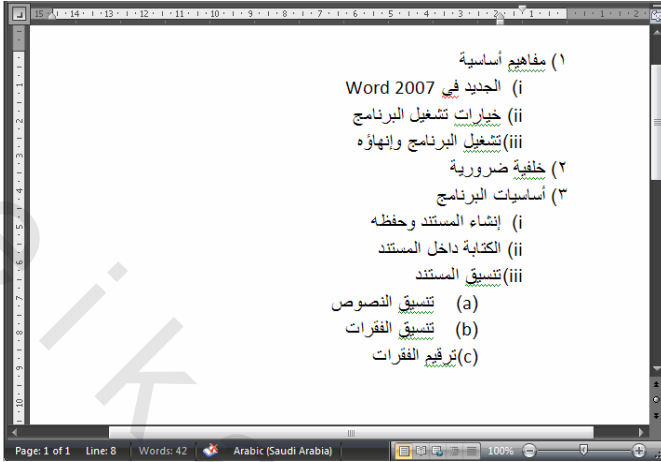 ١) مفاهيم أساسية
i) الجديد في Word 2007
ii) خيارات تشغيل البرنامج
iii) تشغيل البرنامج وإنهاؤه
٢) خلفية ضرورية
٣) أساسيات البرنامج
i) إنشاء المستند وحفظه
ii) الكتابة داخل المستند
iii) تنسيق المستند
(a) تنسيق النصوص
(b) تنسيق الفقرات
(c) ترقيم الفقرات
Page: 1 of 1 Line: 8 Words: 42 Arabic (Saudi Arabia) 100%